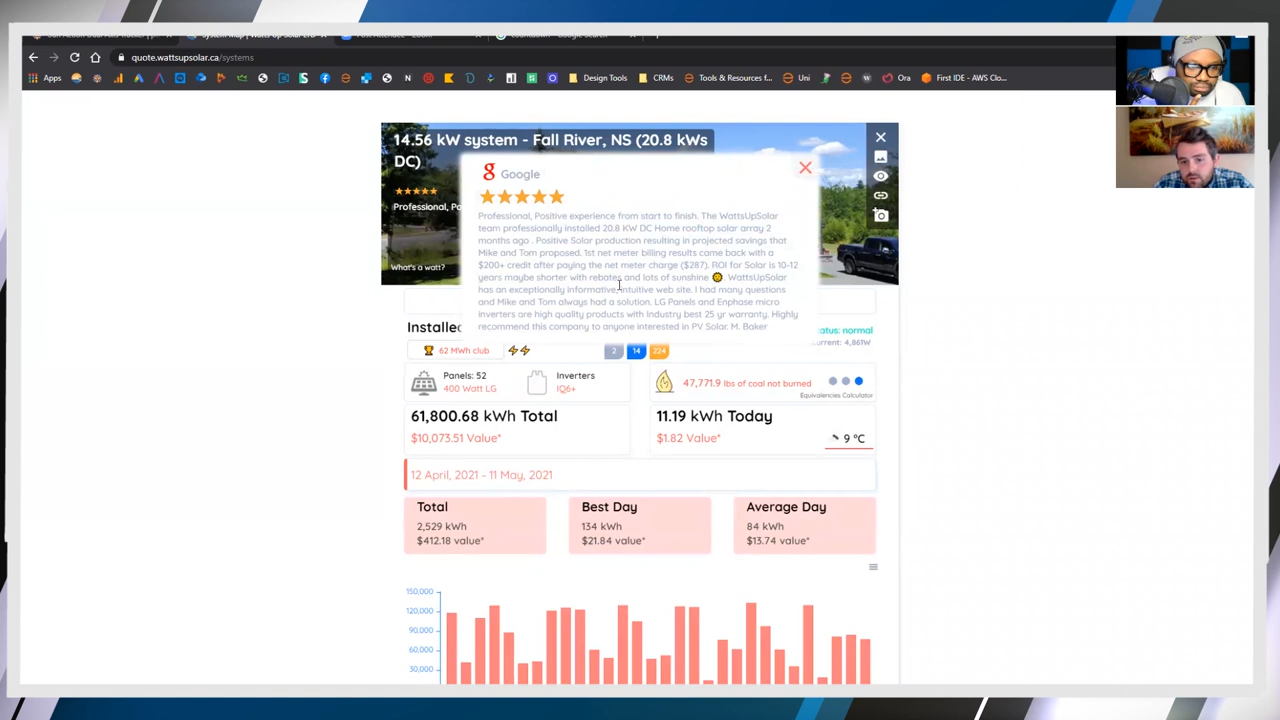 quote.wattsupsolar.ca/systems
Apps
Design Tools
CRMs
Tools & Resources f...
Uni
Ora
First IDE - AWS Clo...
14.56 kW system - Fall River, NS (20.8 kWs
DC)
Professional, Po
What's a watt?
Google
Professional, Positive experience from start to finish. The WattsUpSolar
team professionally installed 20.8 KW DC Home rooftop solar array 2
months ago . Positive Solar production resulting in projected savings that
Mike and Tom proposed. 1st net meter billing results came back with a
$200+ credit after paying the net meter charge ($287). ROI for Solar is 10-12
years maybe shorter with rebates and lots of sunshine 🌞. WattsUpSolar
has an exceptionally informative,intuitive web site. I had many questions
and Mike and Tom always had a solution. LG Panels and Enphase micro
inverters are high quality products with industry best 25 yr warranty. Highly
recommend this company to anyone interested in PV Solar. M. Baker
Installe
status: normal
Current: 4,861W
62 MWh club
2
14
224
Panels: 52
400 Watt LG
Inverters
IQ6+
47,771.9 lbs of coal not burned
Equivalencies Calculator
61,800.68 kWh Total
$10,073.51 Value*
11.19 kWh Today
$1.82 Value*
9 °C
12 April, 2021 - 11 May, 2021
Total
2,529 kWh
$412.18 value*
Best Day
134 kWh
$21.84 value*
Average Day
84 kWh
$13.74 value*
150,000
120,000
90,000
60,000
30,000